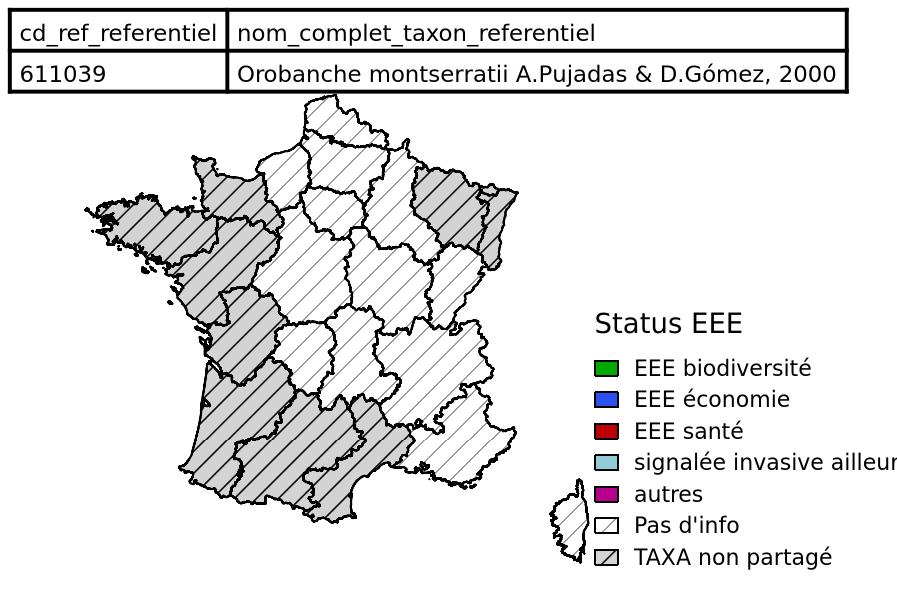 cd_ref_referentiel nom_complet_taxon_referentiel
611039 Orobanche montserratii A.Pujadas & D.Gómez, 2000
Status EEE
EEE biodiversité
EEE économie
EEE santé
signalée invasive ailleur
autres
Pas d'info
TAXA non partagé